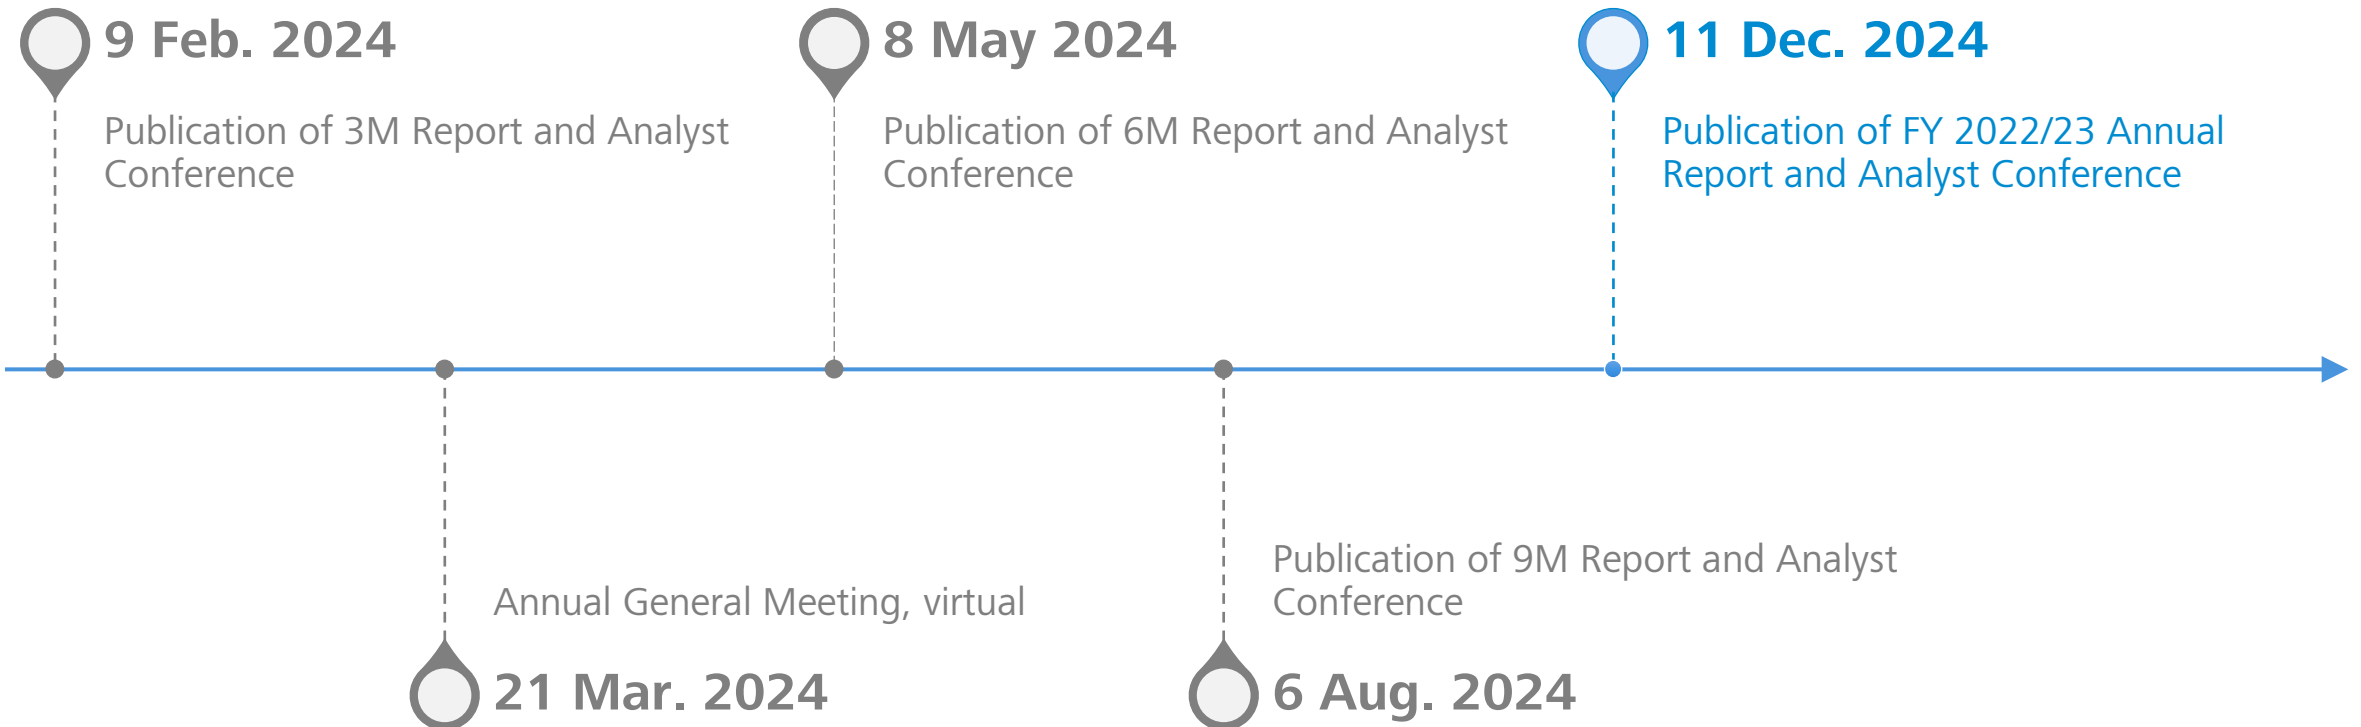 9 Feb. 2024
Publication of 3M Report and Analyst
Conference
8 May 2024
Publication of 6M Report and Analyst
Conference
11 Dec. 2024
Publication of FY 2022/23 Annual
Report and Analyst Conference
Annual General Meeting, virtual
21 Mar. 2024
Publication of 9M Report and Analyst
Conference
6 Aug. 2024